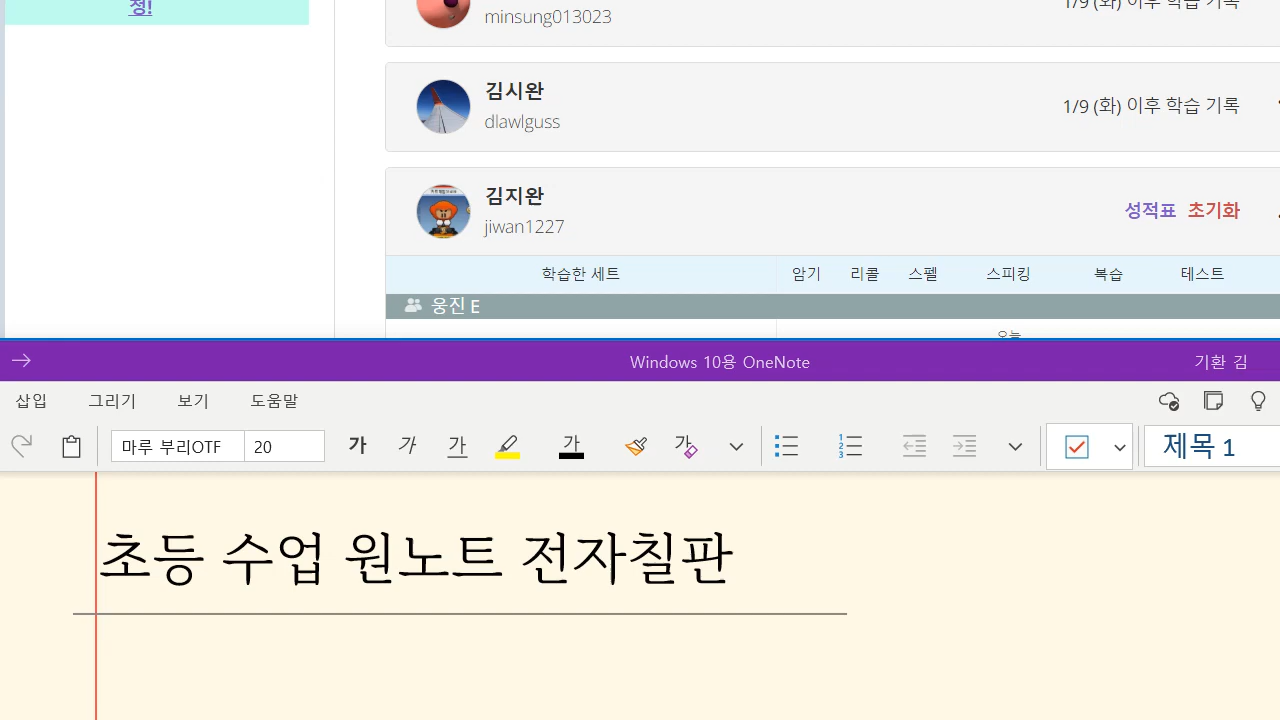 정!
minsung013023
1/9 (화) 이후 학습 기록
김시완
dlawlguss
1/9 (화) 이후 학습 기록
김지완
jiwan1227
성적표 초기화
학습한 세트 암기 리콜 스펠 스피킹 복습 테스트
웅진 E
오늘
Windows 10용 OneNote 기환 김
삽입 그리기 보기 도움말
마루 부리OTF 20 가 가 가 가 가 제목 1
초등 수업 원노트 전자칠판